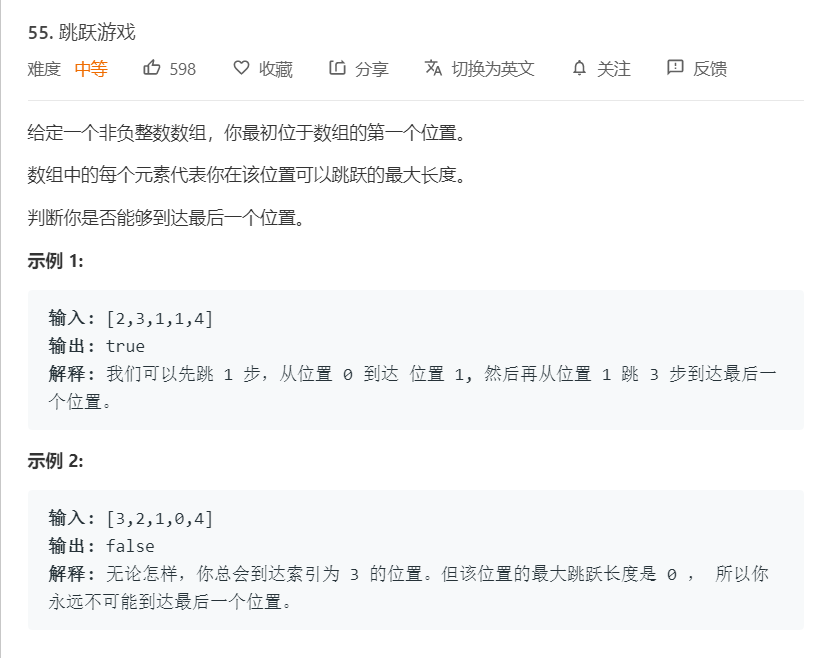 55. 跳跃游戏
难度 中等 598 收藏 分享 切换为英文 关注 反馈
给定一个非负整数数组，你最初位于数组的第一个位置。
数组中的每个元素代表你在该位置可以跳跃的最大长度。
判断你是否能够到达最后一个位置。
示例 1:
输入: [2,3,1,1,4]
输出: true
解释: 我们可以先跳 1 步，从位置 0 到达 位置 1, 然后再从位置 1 跳 3 步到达最后一
个位置。
示例 2:
输入: [3,2,1,0,4]
输出: false
解释: 无论怎样，你总会到达索引为 3 的位置。但该位置的最大跳跃长度是 0 ， 所以你
永远不可能到达最后一个位置。